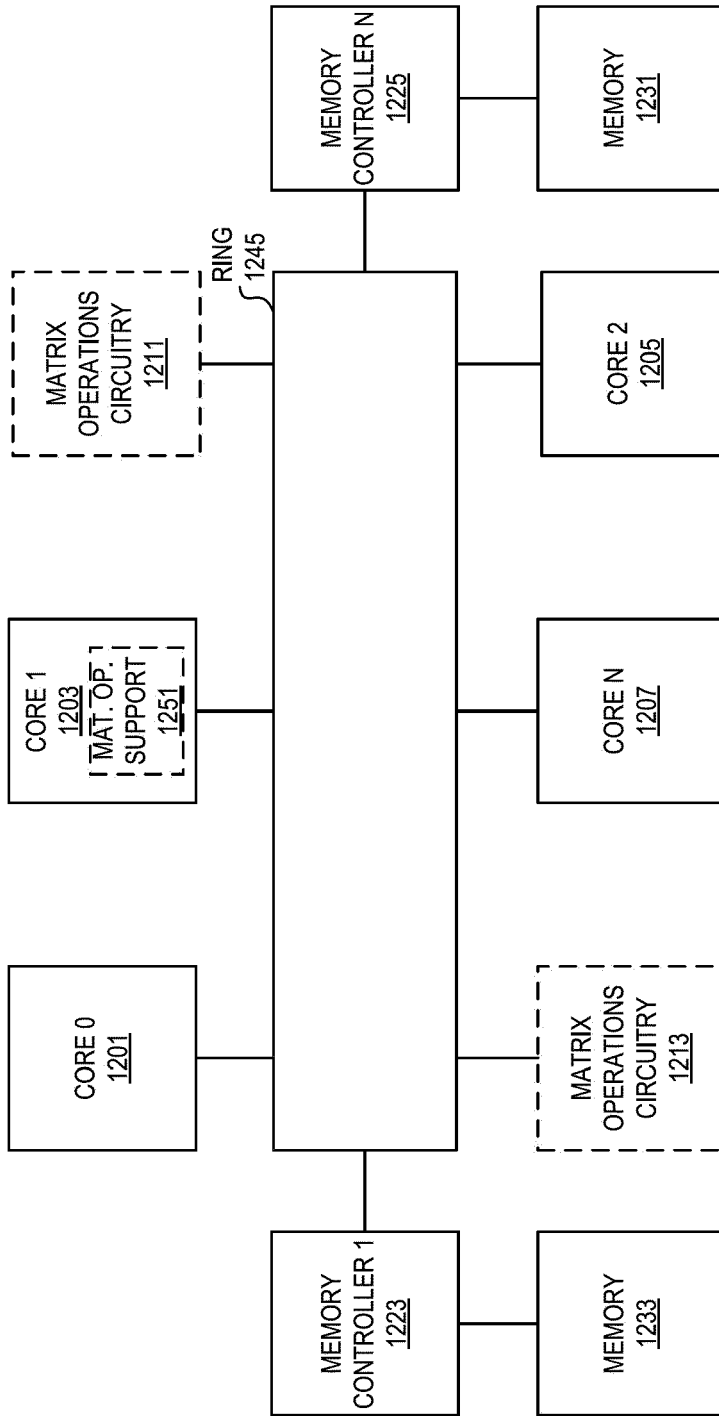 CORE 0
1201
CORE 1
1203
MAT. OP.
SUPPORT
1251
MATRIX
OPERATIONS
CIRCUITRY
1211
RING
1245
MEMORY
CONTROLLER 1
1223
MEMORY
CONTROLLER N
1225
MEMORY
1233
MATRIX
OPERATIONS
CIRCUITRY
1213
CORE N
1207
CORE 2
1205
MEMORY
1231